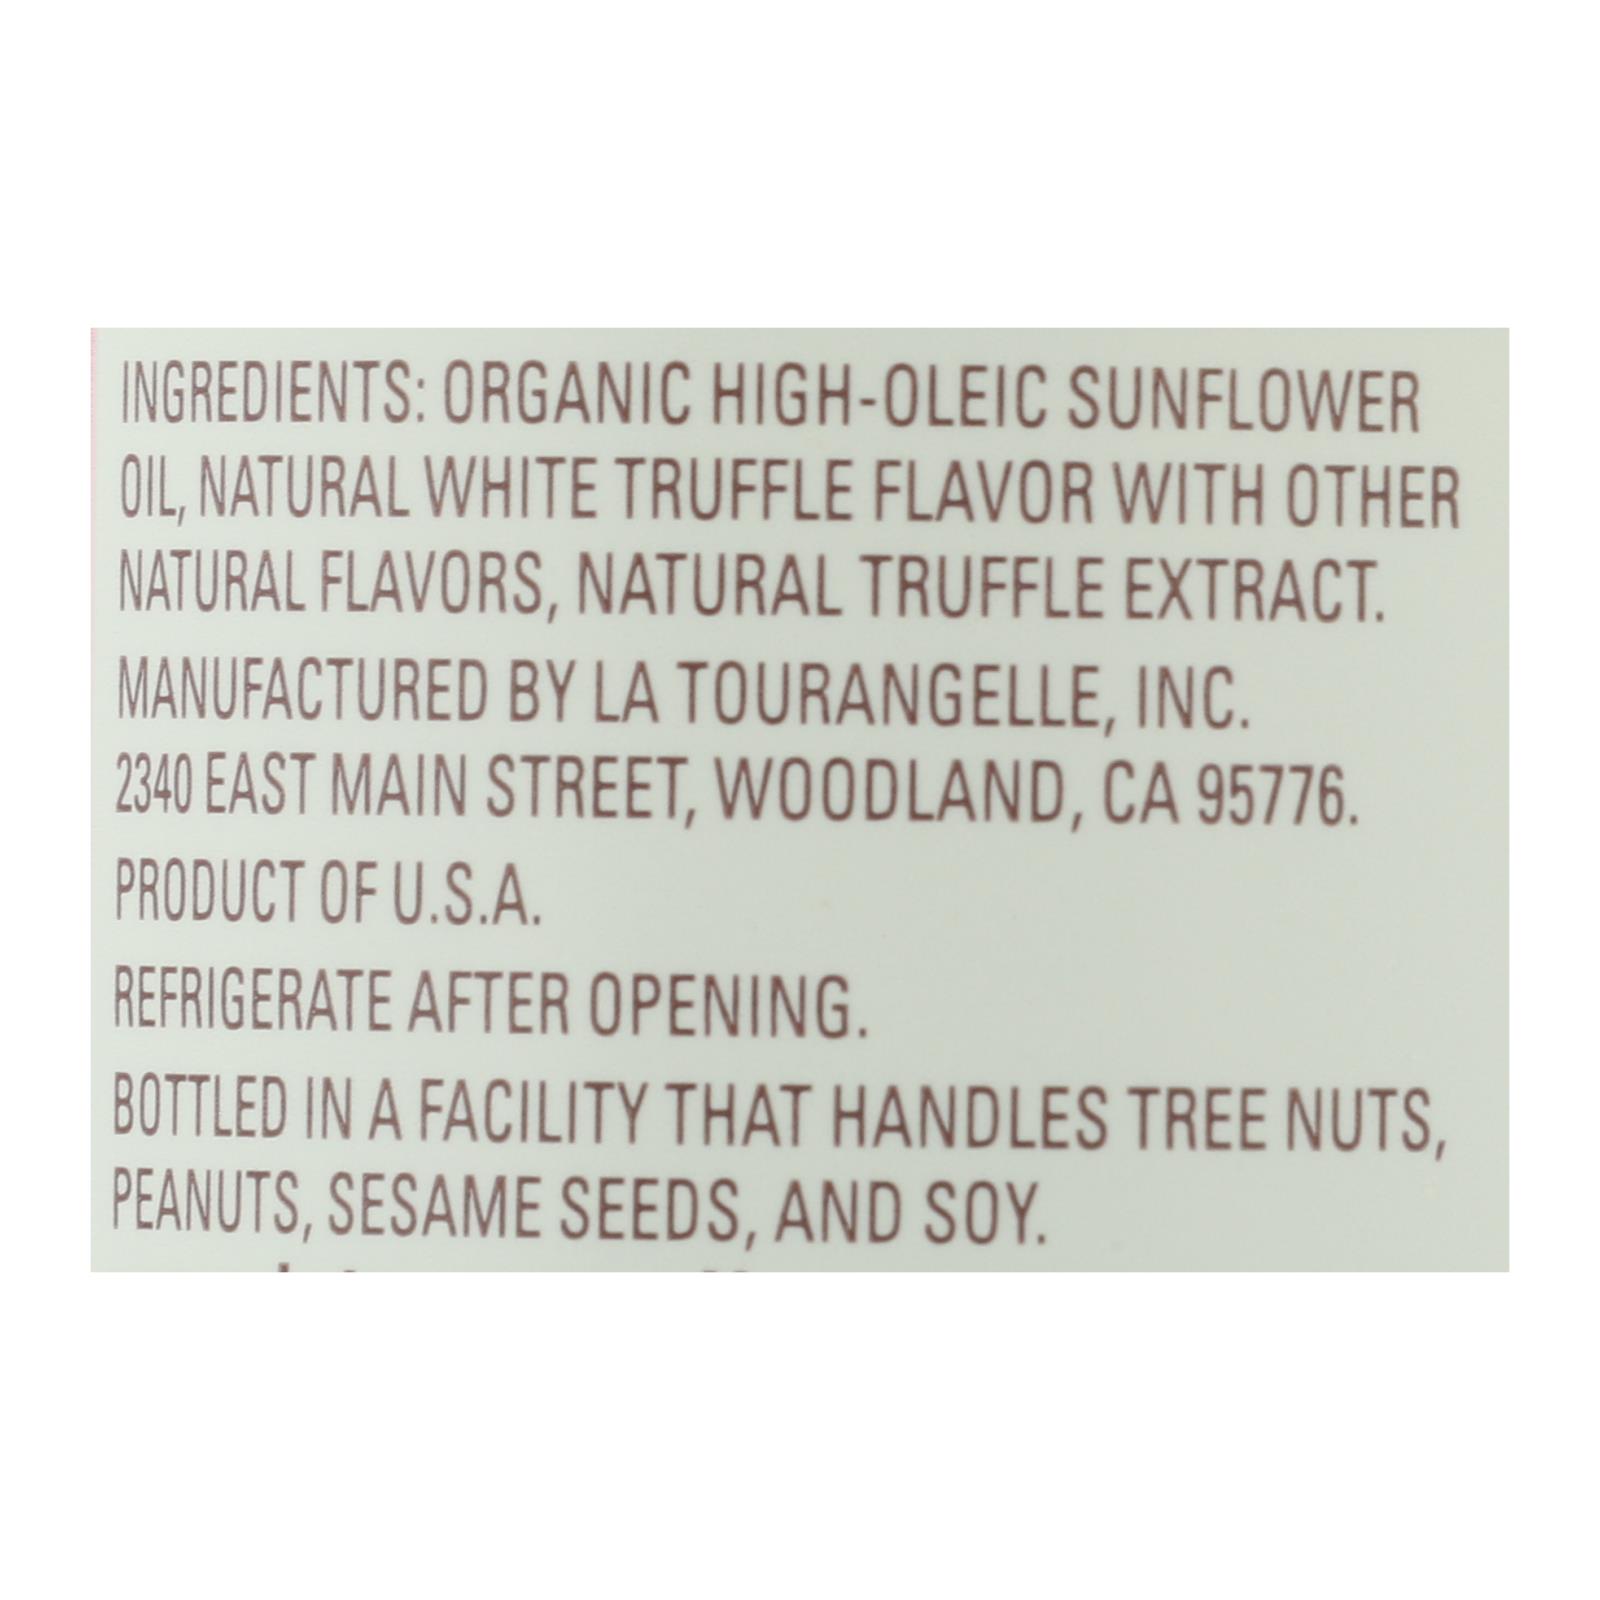 INGREDIENTS: ORGANIC HIGH-OLEIC SUNFLOWER
OIL, NATURAL WHITE TRUFFLE FLAVOR WITH OTHER
NATURAL FLAVORS, NATURAL TRUFFLE EXTRACT.
MANUFACTURED BY LA TOURANGELLE, INC.
2340 EAST MAIN STREET, WOODLAND, CA 95776.
PRODUCT OF U.S.A.
REFRIGERATE AFTER OPENING.
BOTTLED IN A FACILITY THAT HANDLES TREE NUTS,
PEANUTS, SESAME SEEDS, AND SOY.